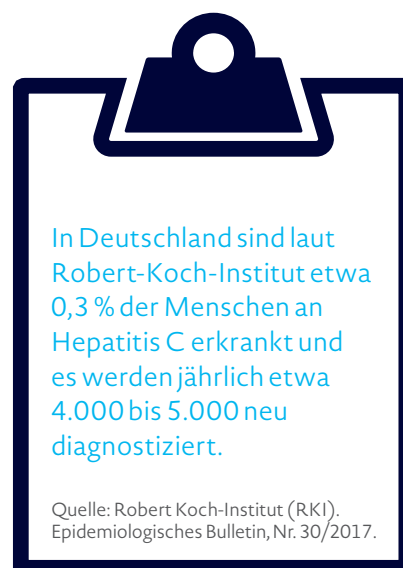 In Deutschland sind laut
Robert-Koch-Institut etwa
0,3 % der Menschen an
Hepatitis C erkrankt und
es werden jährlich etwa
4.000 bis 5.000 neu
diagnostiziert.
Quelle: Robert Koch-Institut (RKI).
Epidemiologisches Bulletin, Nr. 30/2017.